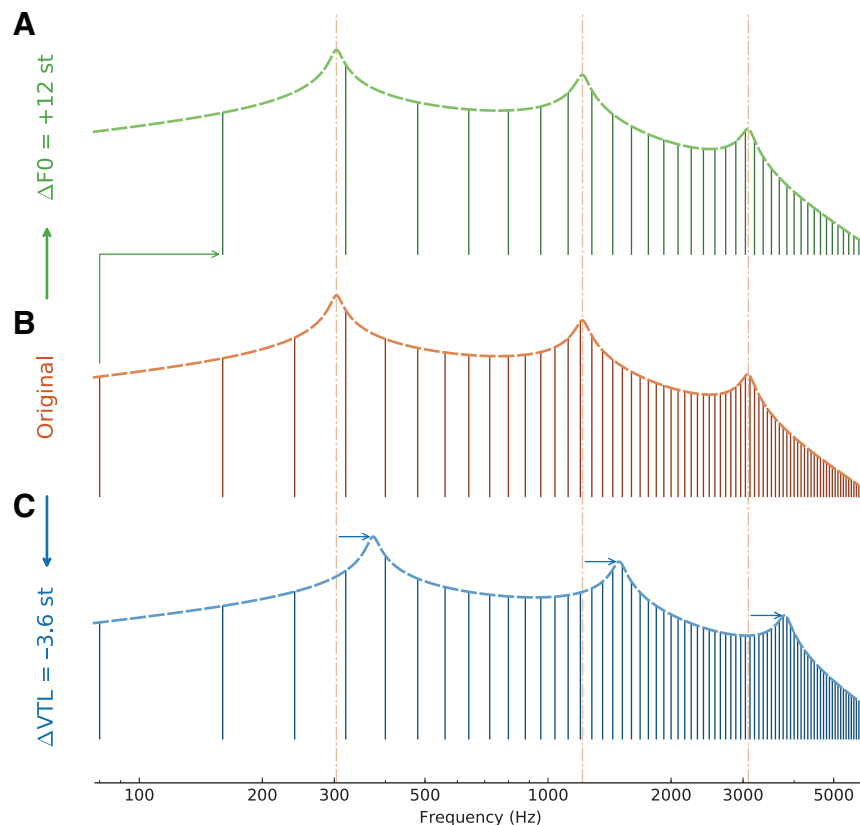 A
ΔF0 = +12 st
B
Original
C
ΔVTL = −3.6 st
100 200 300 500 1000 2000 3000 5000
Frequency (Hz)